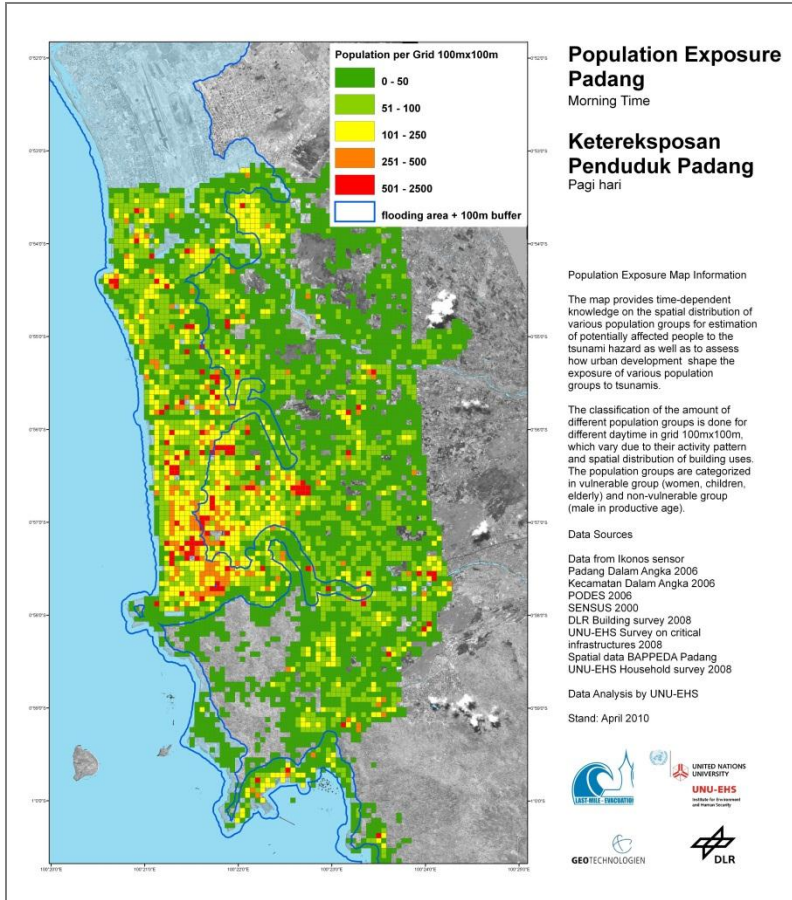 Population per Grid 100mx100m
0 - 50
51 - 100
101 - 250
251 - 500
501 - 2500
flooding area + 100m buffer
Population Exposure
Padang
Morning Time
Keterexposan
Penduduk Padang
Pagi hari
Population Exposure Map Information
The map provides time-dependent
knowledge on the spatial distribution of
various population groups for estimation
of potentially affected people to the
tsunami hazard as well as to assess
how urban development shape the
exposure of various population
groups to tsunamis.
The classification of the amount of
different population groups is done for
different daytime in grid 100mx100m,
which vary due to their activity pattern
and spatial distribution of building uses.
The population groups are categorized
in vulnerable group (women, children,
elderly) and non-vulnerable group
(male in productive age).
Data Sources
Data from Ikonos sensor
Padang Dalam Angka 2006
Kecamatan Dalam Angka 2006
PODES 2006
SENSUS 2000
DLR Building survey 2008
UNU-EHS Survey on critical
infrastructures 2008
Spatial data BAPPEDA Padang
UNU-EHS Household survey 2008
Data Analysis by UNU-EHS
Stand: April 2010
LAST-MILE - EVACUATION
UNITED NATIONS
UNIVERSITY
UNU-EHS
Institute for Environment
and Human Security
GEOTECHNOLOGIEN
DLR